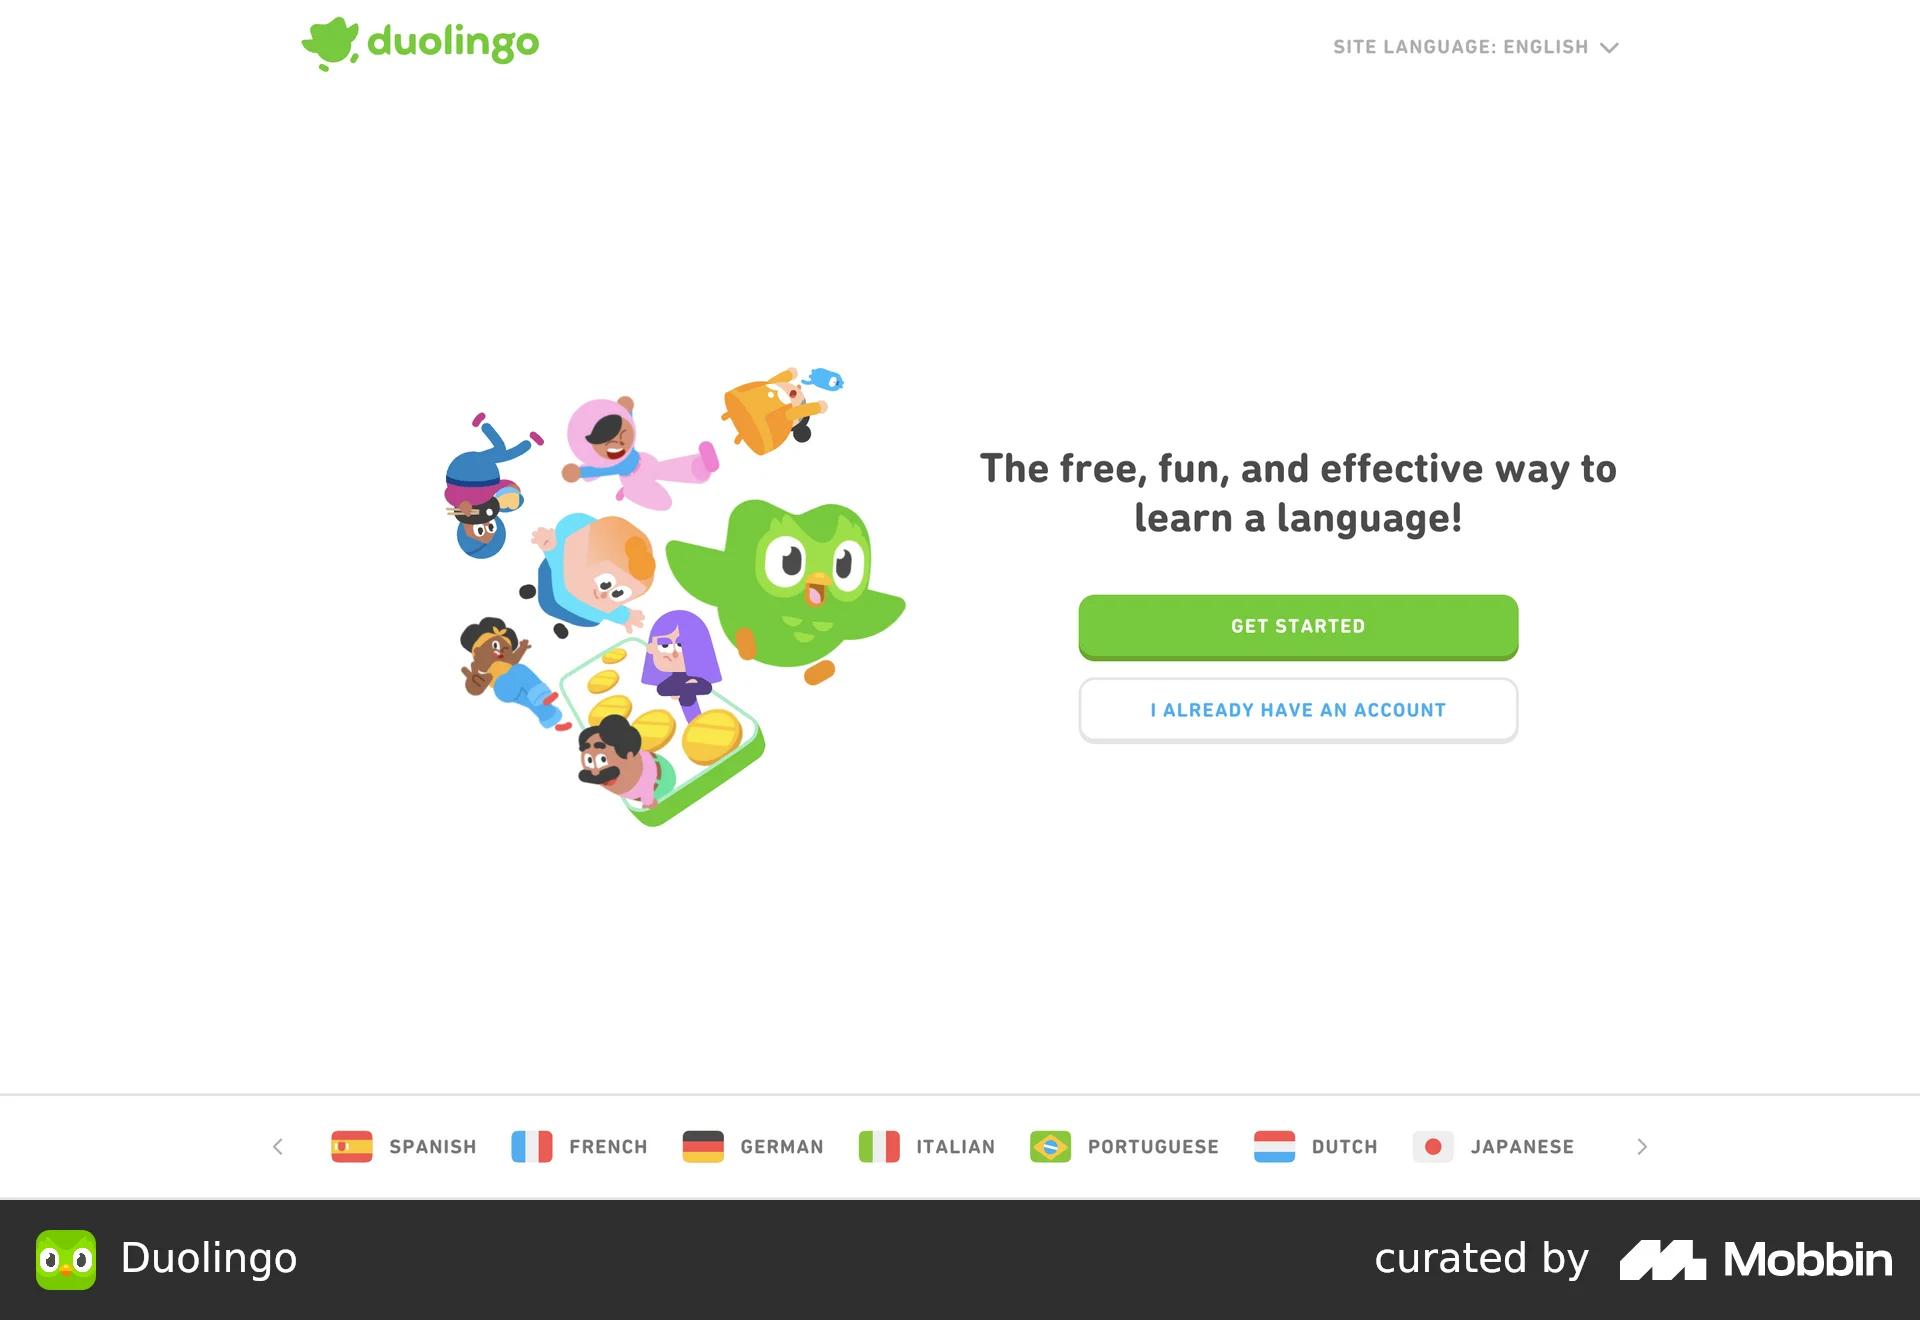 duolingo
SITE LANGUAGE: ENGLISH
The free, fun, and effective way to
learn a language!
GET STARTED
I ALREADY HAVE AN ACCOUNT
SPANISH
FRENCH
GERMAN
ITALIAN
PORTUGUESE
DUTCH
JAPANESE
Duolingo
curated by
Mobbin